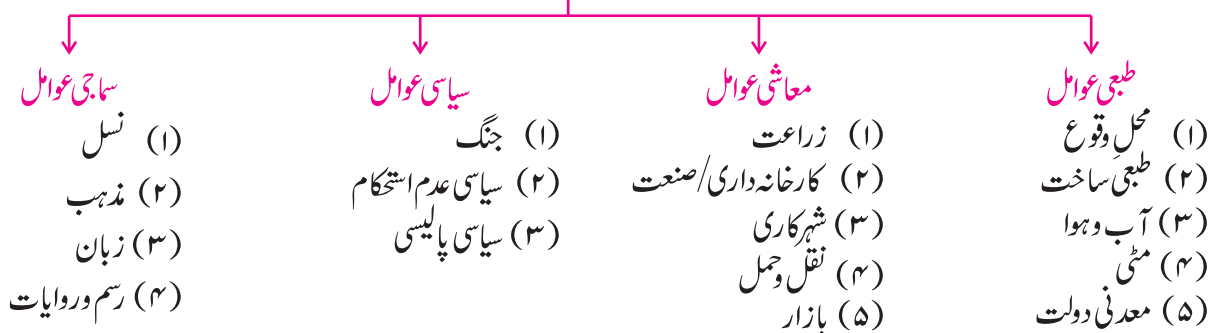 طبعی عوامل
(۱) محلِ وقوع
(۲) طبعی ساخت
(۳) آب و ہوا
(۴) مٹی
(۵) معدنی دولت
معاشی عوامل
(۱) زراعت
(۲) کارخانہ داری/صنعت
(۳) شہرکاری
(۴) نقل و حمل
(۵) بازار
سیاسی عوامل
(۱) جنگ
(۲) سیاسی عدم استحکام
(۳) سیاسی پالیسی
سماجی عوامل
(۱) نسل
(۲) مذہب
(۳) زبان
(۴) رسم و روایات